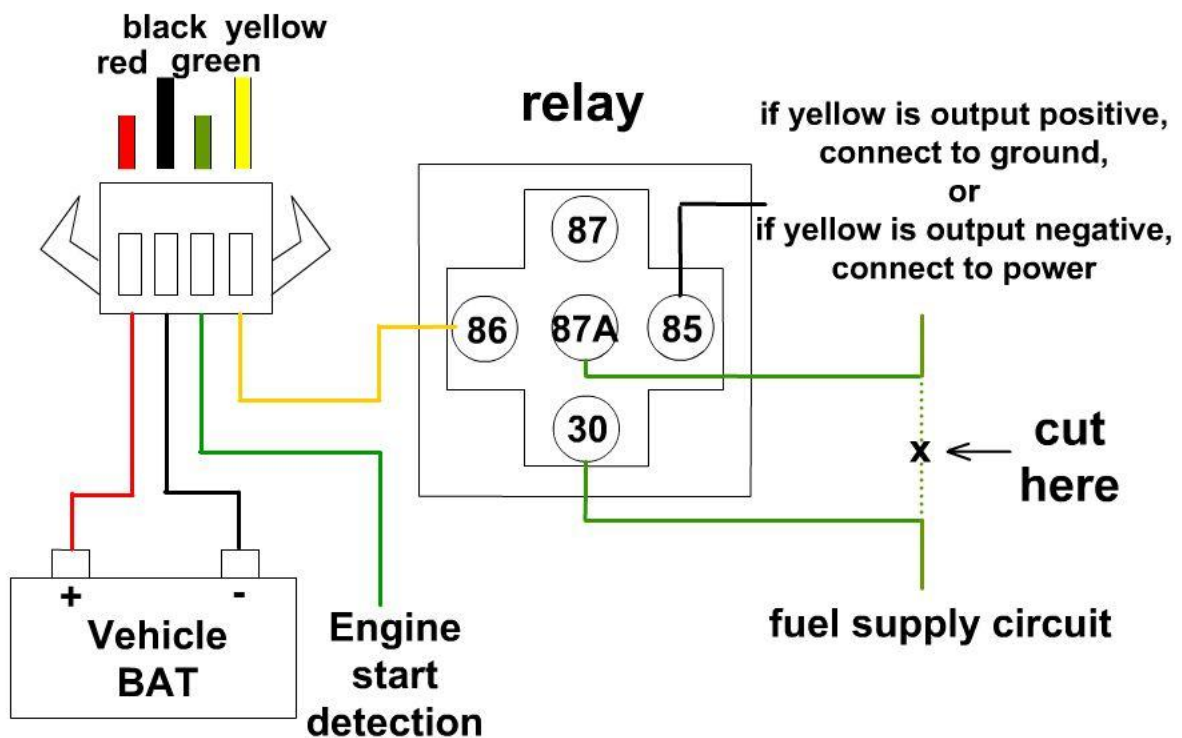 black yellow
red green
relay
if yellow is output positive,
connect to ground,
or
if yellow is output negative,
connect to power
87
86
87A
85
30
x
cut
here
+
-
Vehicle
BAT
Engine
start
detection
fuel supply circuit